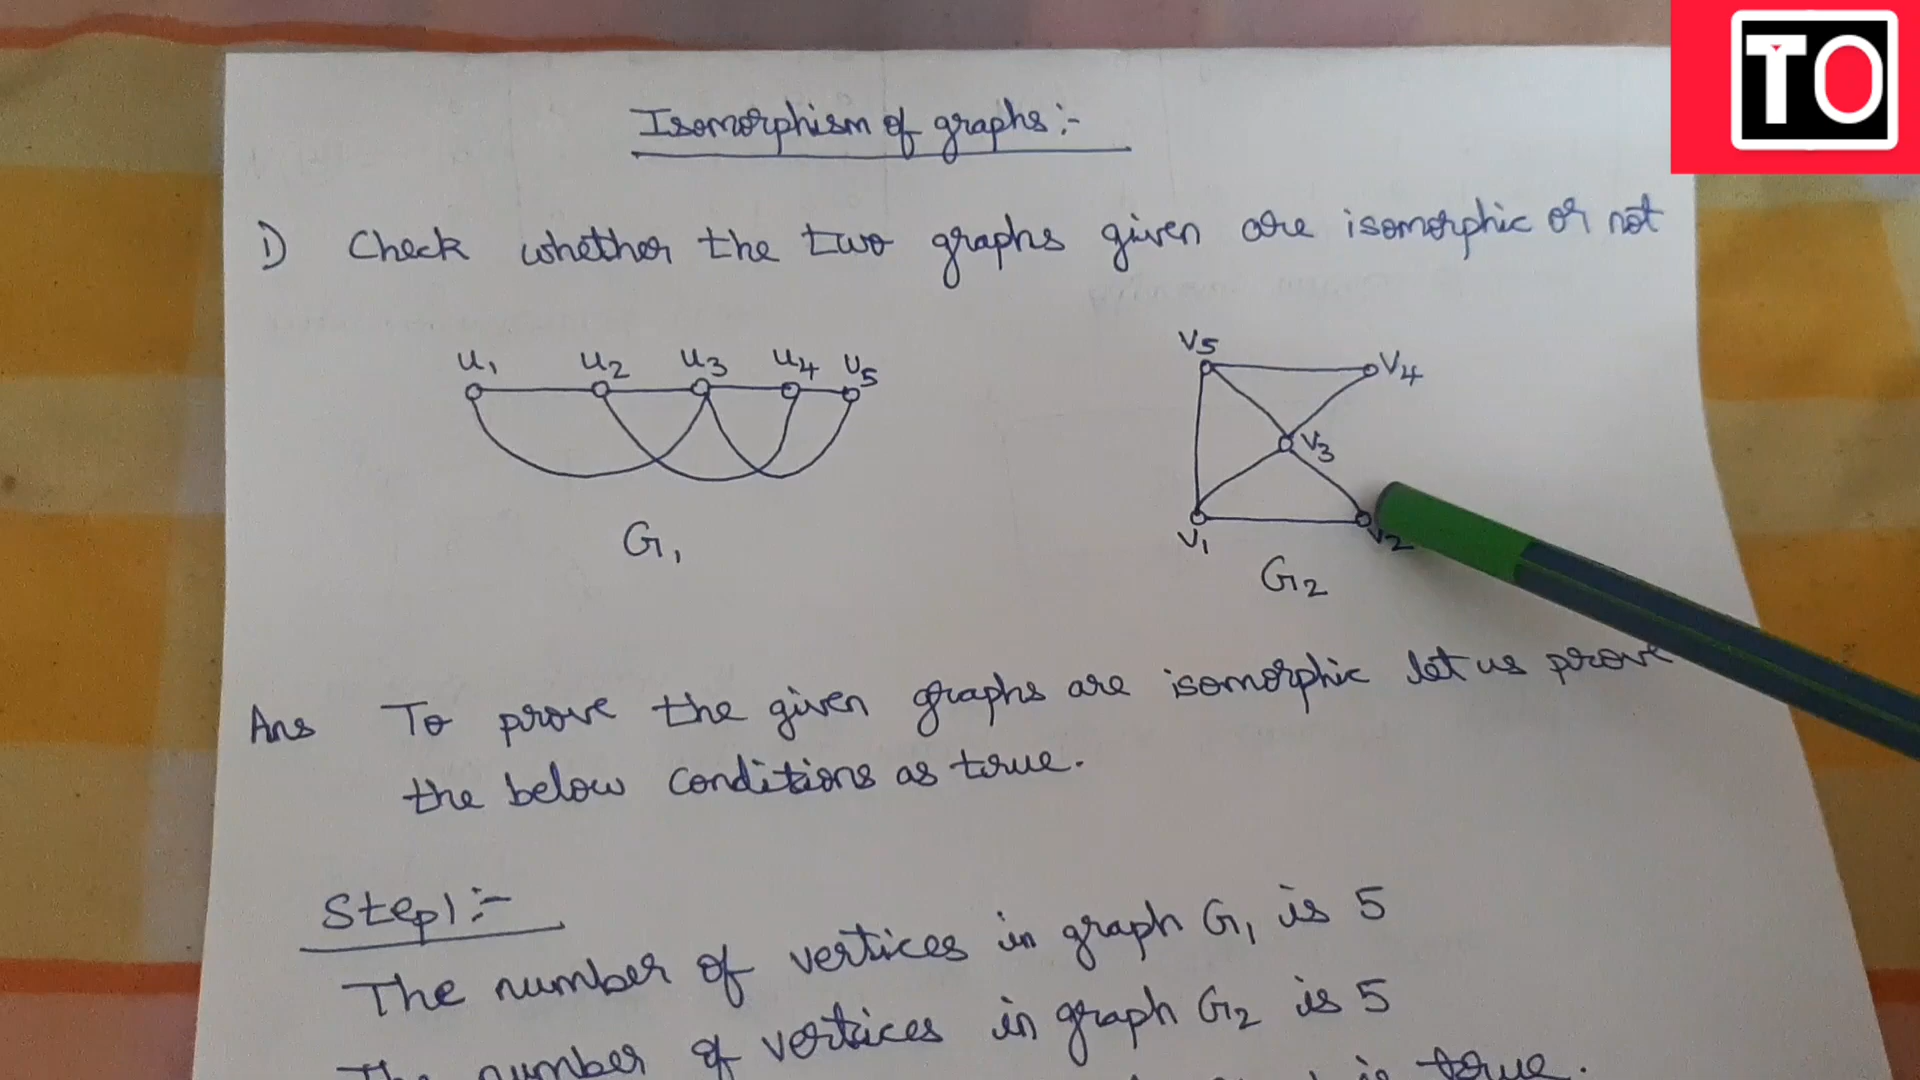 TO
Isomorphism of graphs :-
1) Check whether the two graphs given are isomorphic or not
u1 u2 u3 u4 u5
G1
v5 v4
v3
v1 v2
G2
Ans To prove the given graphs are isomorphic let us prove
the below conditions as true.
Step1 :-
The number of vertices in graph G1 is 5
The number of vertices in graph G2 is 5
is true.